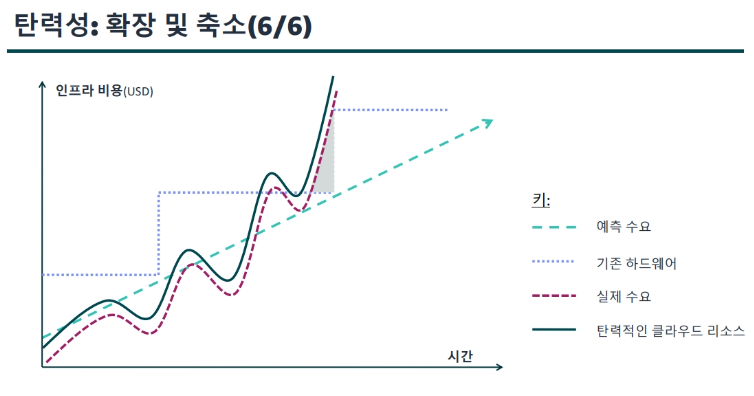 탄력성: 확장 및 축소(6/6)
인프라 비용(USD)
키:
예측 수요
기존 하드웨어
실제 수요
탄력적인 클라우드 리소스
시간